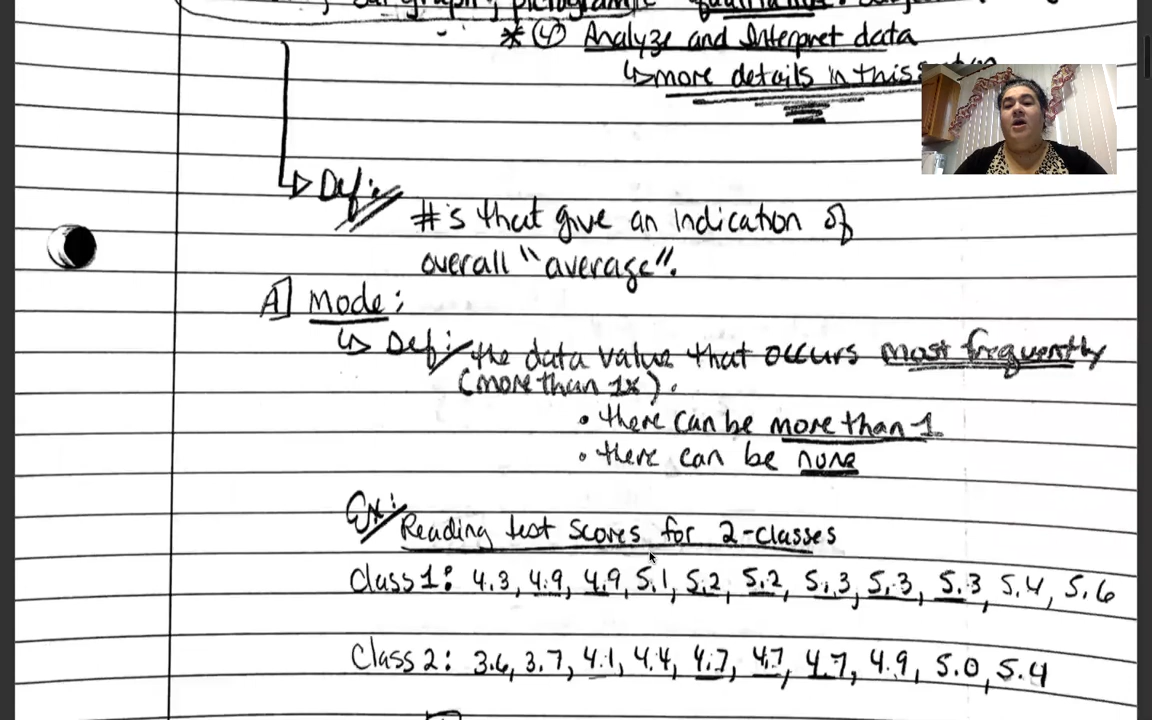 bar graph, pictogram
* (4) Analyze and Interpret data
↳ more details in this
↳ Def:
#'s that give an indication of
overall "average".
A] Mode:
↳ Def: the data value that occurs most frequently
(more than 1x).
• there can be more than 1
• there can be none
Ex: Reading test scores for 2-classes
Class 1: 4.3, 4.9, 4.9, 5.1, 5.2, 5.2, 5.3, 5.3, 5.3, 5.4, 5.6
Class 2: 3.6, 3.7, 4.1, 4.4, 4.7, 4.7, 4.7, 4.9, 5.0, 5.4